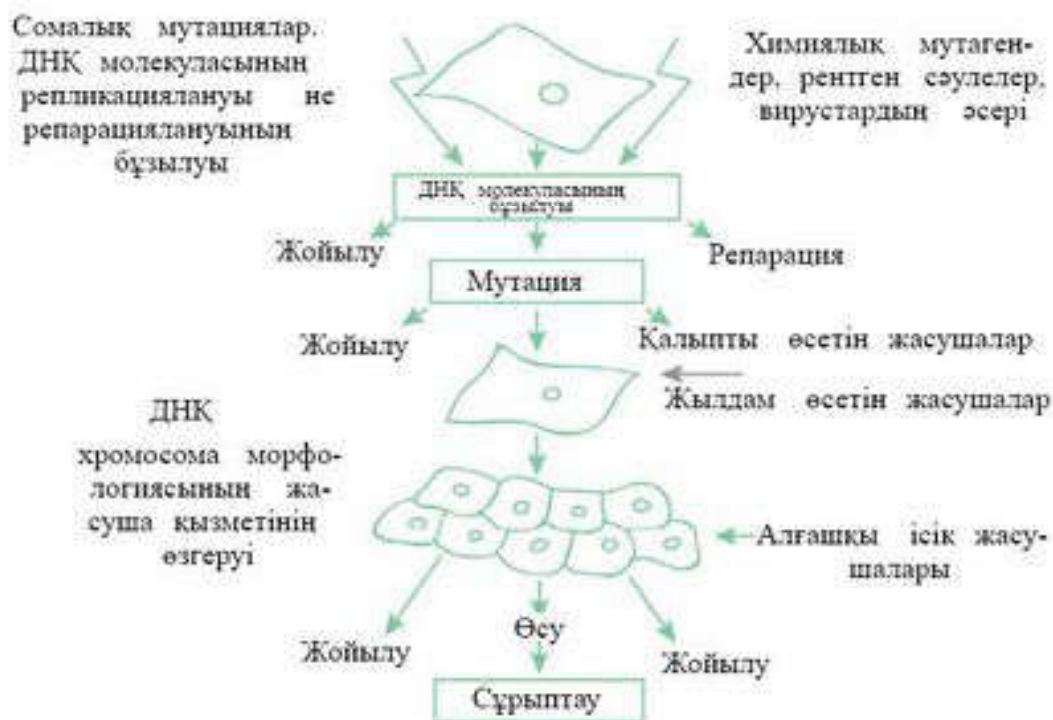 Сомалық мутациялар.
ДНҚ молекуласының
репликациялануы не
репарациялануының
бұзылуы
Химиялық мутаген-
дер, рентген сәулелер,
вирустардың әсері
ДНҚ молекуласының
бұзылуы
Жойылу
Репарация
Мутация
Жойылу
Қалыпты өсетін жасушалар
Жылдам өсетін жасушалар
ДНҚ
хромосома морфо-
логиясының жа-
суша қызметінің
өзгеруі
Алғашқы ісік жасу-
шалары
Жойылу
Өсу
Жойылу
Сұрыптау